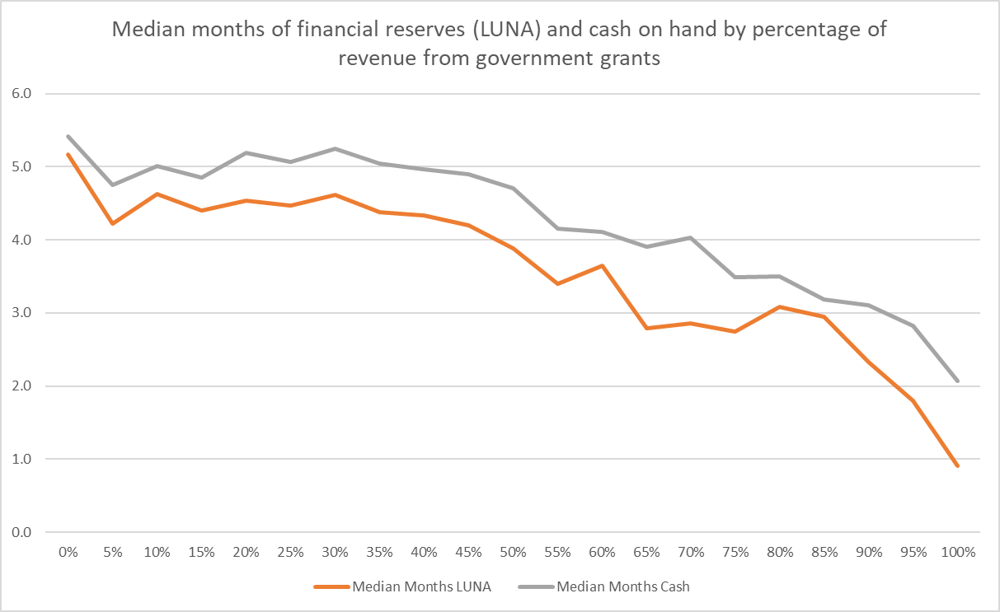 Median months of financial reserves (LUNA) and cash on hand by percentage of
revenue from government grants
6.0
5.0
4.0
3.0
2.0
1.0
0.0
0% 5% 10% 15% 20% 25% 30% 35% 40% 45% 50% 55% 60% 65% 70% 75% 80% 85% 90% 95% 100%
Median Months LUNA Median Months Cash